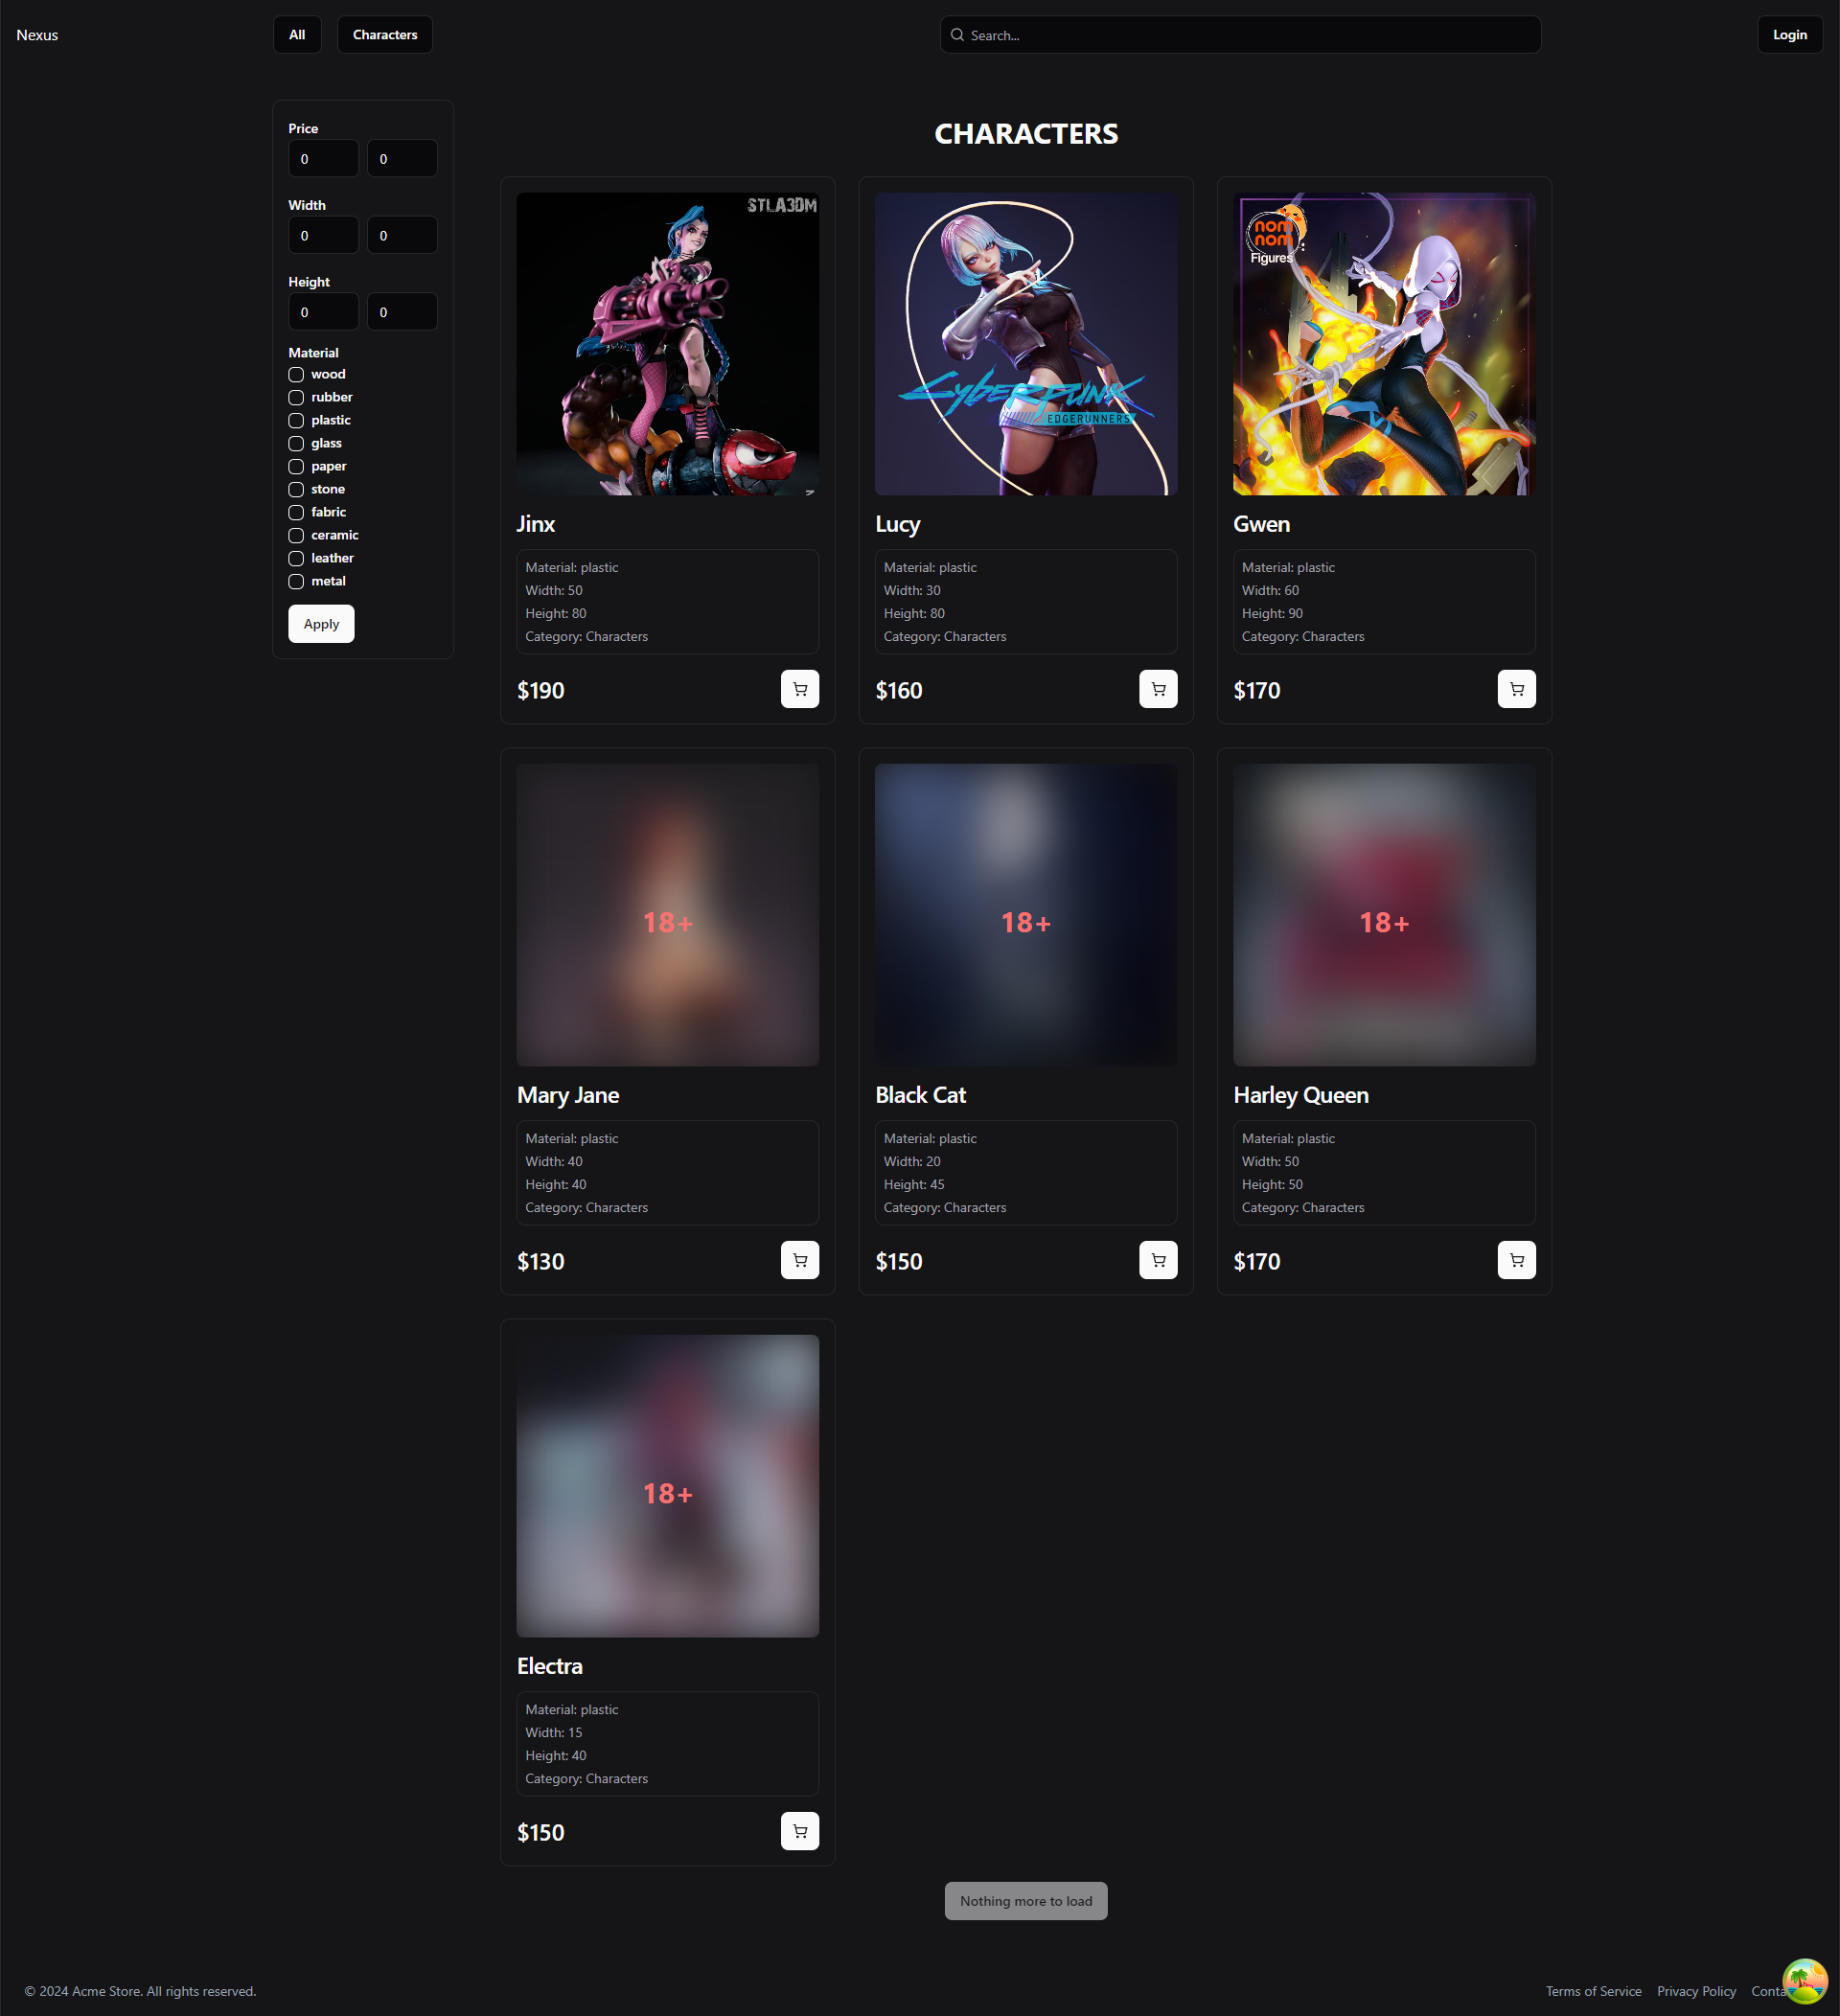 Nexus
All
Characters
Search...
Login
Price
0
0
Width
0
0
Height
0
0
Material
wood
rubber
plastic
glass
paper
stone
fabric
ceramic
leather
metal
Apply
CHARACTERS
STLA3DM
Jinx
Material: plastic
Width: 50
Height: 80
Category: Characters
$190
CYBERPUNK
EDGERUNNERS
Lucy
Material: plastic
Width: 30
Height: 80
Category: Characters
$160
nom
nom
Figures
Gwen
Material: plastic
Width: 60
Height: 90
Category: Characters
$170
18+
Mary Jane
Material: plastic
Width: 40
Height: 40
Category: Characters
$130
18+
Black Cat
Material: plastic
Width: 20
Height: 45
Category: Characters
$150
18+
Harley Queen
Material: plastic
Width: 50
Height: 50
Category: Characters
$170
18+
Electra
Material: plastic
Width: 15
Height: 40
Category: Characters
$150
Nothing more to load
© 2024 Acme Store. All rights reserved.
Terms of Service
Privacy Policy